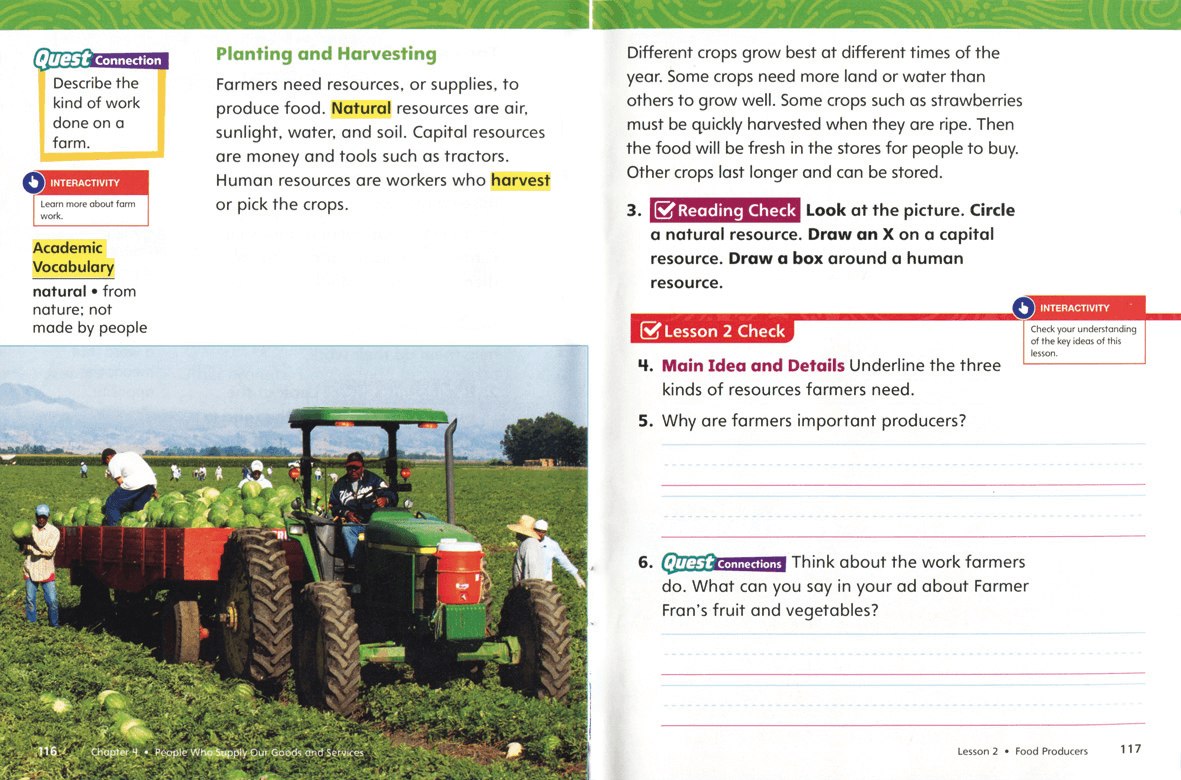 Quest Connection
Describe the
kind of work
done on a
farm.
INTERACTIVITY
Learn more about farm
work.
Academic
Vocabulary
natural • from
nature; not
made by people
Planting and Harvesting
Farmers need resources, or supplies, to
produce food. Natural resources are air,
sunlight, water, and soil. Capital resources
are money and tools such as tractors.
Human resources are workers who harvest
or pick the crops.
116 Chapter 4 • People Who Supply Our Goods and Services
Different crops grow best at different times of the
year. Some crops need more land or water than
others to grow well. Some crops such as strawberries
must be quickly harvested when they are ripe. Then
the food will be fresh in the stores for people to buy.
Other crops last longer and can be stored.
3. Reading Check Look at the picture. Circle
a natural resource. Draw an X on a capital
resource. Draw a box around a human
resource.
INTERACTIVITY
Check your understanding
of the key ideas of this
lesson.
Lesson 2 Check
4. Main Idea and Details Underline the three
kinds of resources farmers need.
5. Why are farmers important producers?
6. Quest Connections Think about the work farmers
do. What can you say in your ad about Farmer
Fran's fruit and vegetables?
Lesson 2 • Food Producers 117